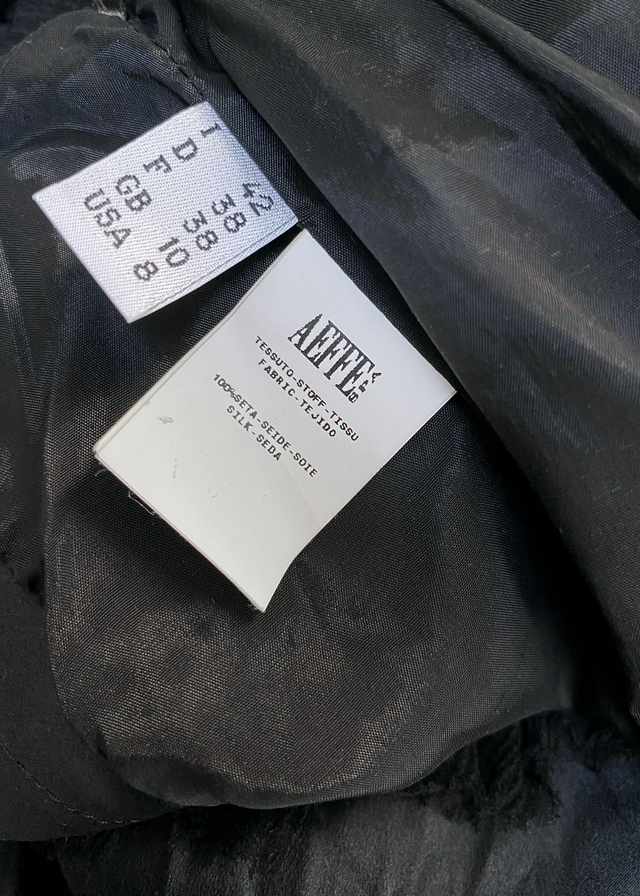 I 42
D 38
F 38
GB 10
USA 8
AEFFE SPA
TESSUTO-STOFF-TISSU
FABRIC-TEJIDO
100%SETA-SEIDE-SOIE
SILK-SEDA